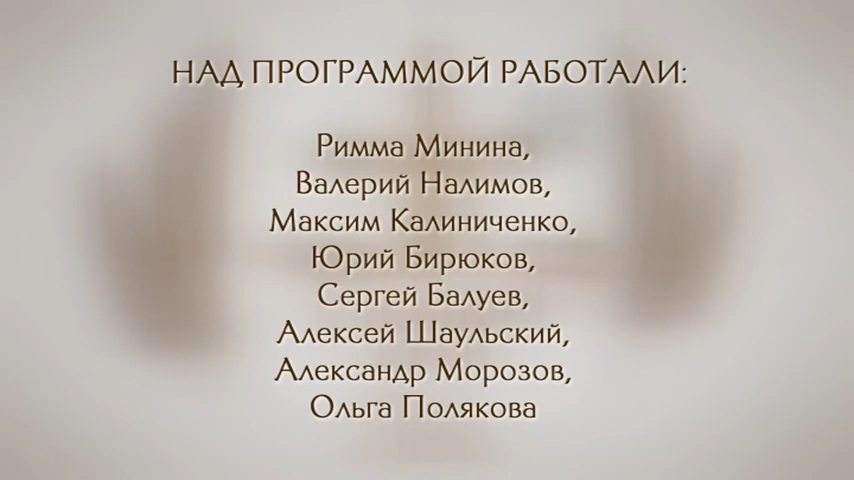 НАД ПРОГРАММОЙ РАБОТАЛИ:
Римма Минина,
Валерий Налимов,
Максим Калиниченко,
Юрий Бирюков,
Сергей Балуев,
Алексей Шаульский,
Александр Морозов,
Ольга Полякова